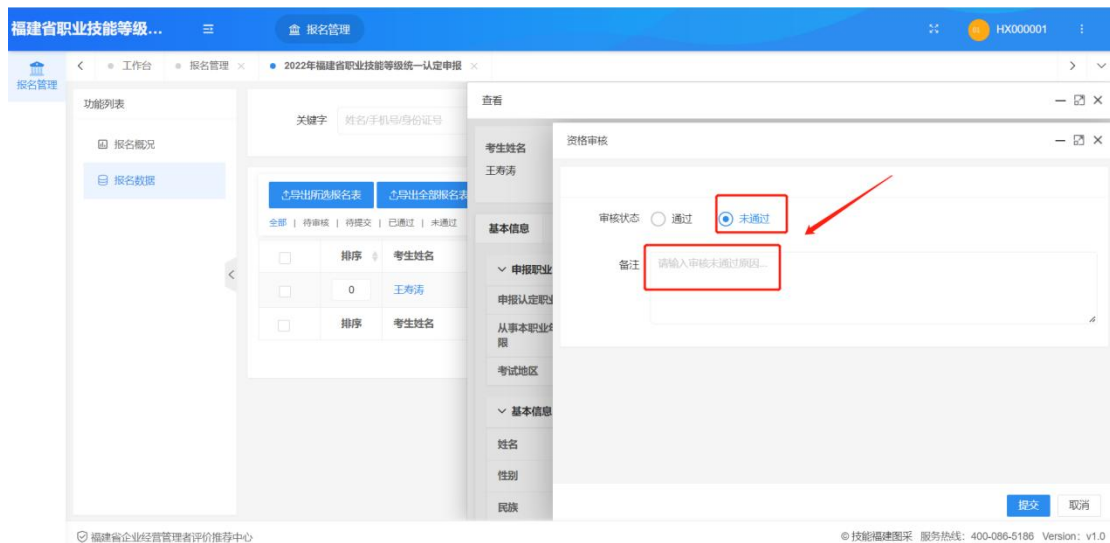 福建省职业技能等级...
报名管理
HX000001
报名管理
工作台
报名管理
2022年福建省职业技能等级统一认定申报
功能列表
报名概况
报名数据
关键字
姓名/手机号/身份证号
导出所选报名表
导出全部报名表
全部 | 待审核 | 待提交 | 已通过 | 未通过
排序
考生姓名
0
王寿涛
排序
考生姓名
查看
考生姓名
王寿涛
基本信息
申报职业
申报认定职业
从事本职业年
限
考试地区
基本信息
姓名
性别
民族
资格审核
审核状态
通过
未通过
备注
请输入审核未通过原因...
提交
取消
福建省企业经营管理者评价推荐中心
©技能福建图采 服务热线：400-086-5186 Version：v1.0